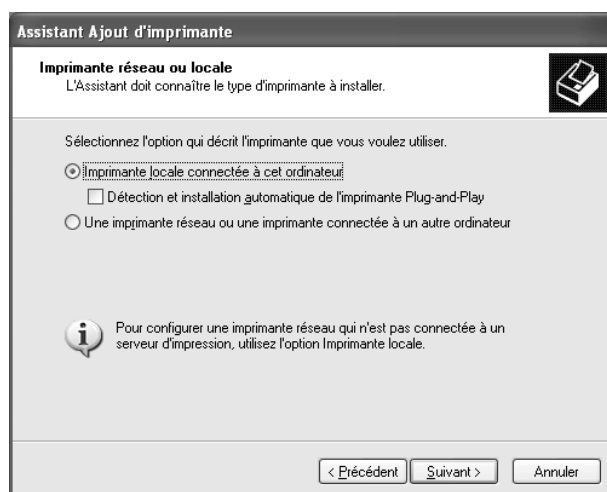 Assistant Ajout d'imprimante
Imprimante réseau ou locale
L'Assistant doit connaître le type d'imprimante à installer.
Sélectionnez l'option qui décrit l'imprimante que vous voulez utiliser.
Imprimante locale connectée à cet ordinateur
Détection et installation automatique de l'imprimante Plug-and-Play
Une imprimante réseau ou une imprimante connectée à un autre ordinateur
Pour configurer une imprimante réseau qui n'est pas connectée à un
serveur d'impression, utilisez l'option Imprimante locale.
< Précédent Suivant > Annuler